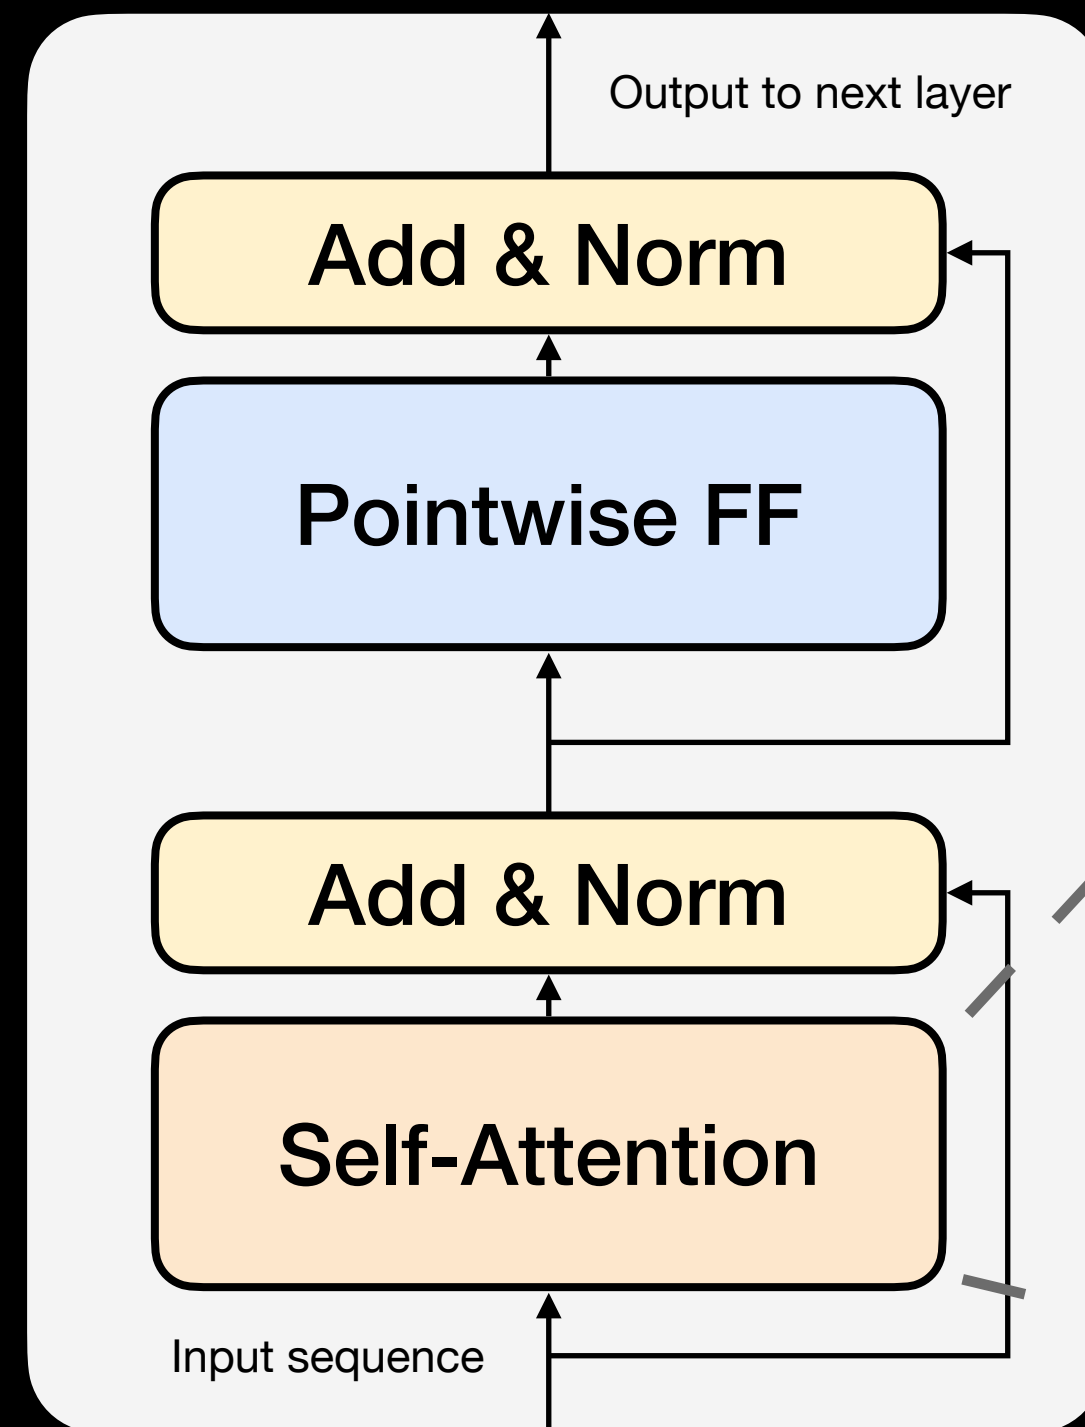 Output to next layer
Add & Norm
Pointwise FF
Add & Norm
Self-Attention
Input sequence